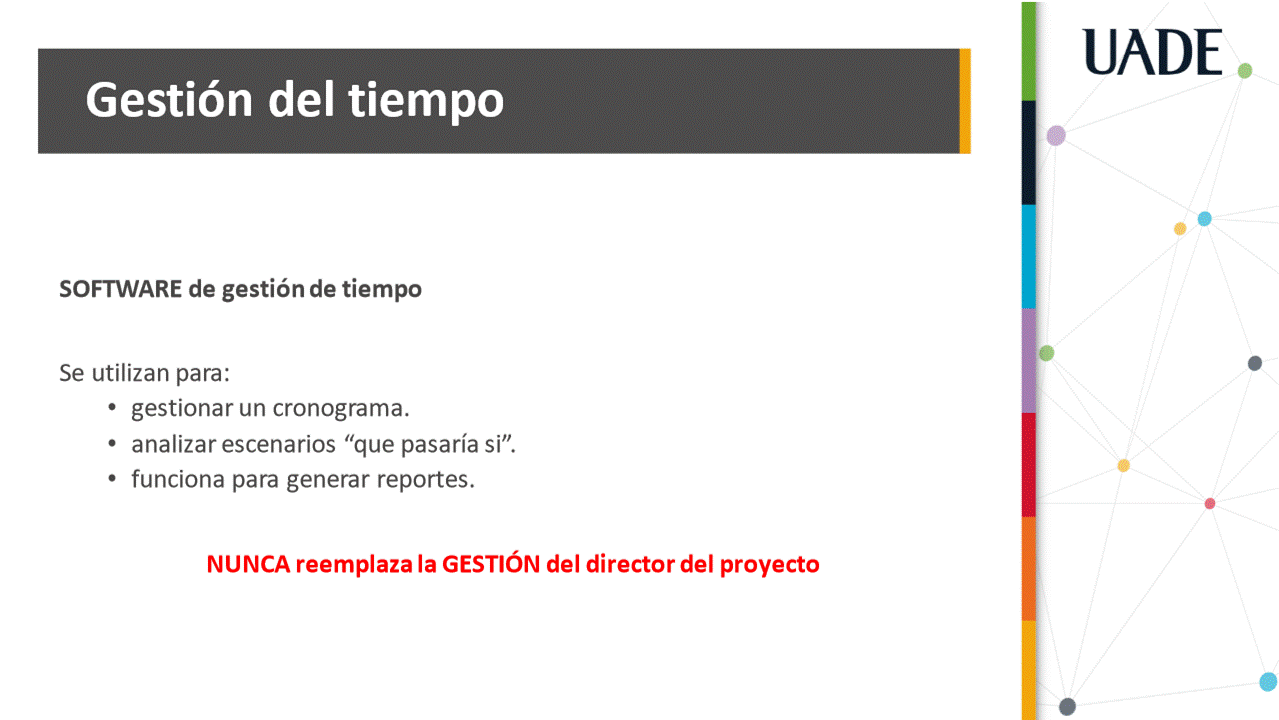 UADE
Gestión del tiempo
SOFTWARE de gestión de tiempo
Se utilizan para:
• gestionar un cronograma.
• analizar escenarios “que pasaría si”.
• funciona para generar reportes.
NUNCA reemplaza la GESTIÓN del director del proyecto